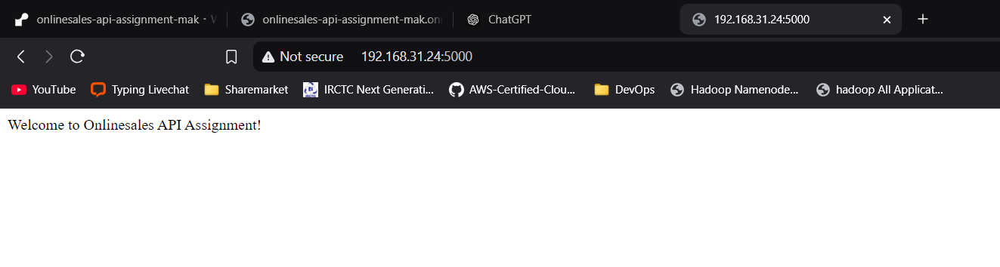 onlinesales-api-assignment-mak · W
onlinesales-api-assignment-mak.onr
ChatGPT
192.168.31.24:5000
Not secure 192.168.31.24:5000
YouTube Typing Livechat Sharemarket IRCTC Next Generati... AWS-Certified-Clou... DevOps Hadoop Namenode... hadoop All Applicat...
Welcome to Onlinesales API Assignment!